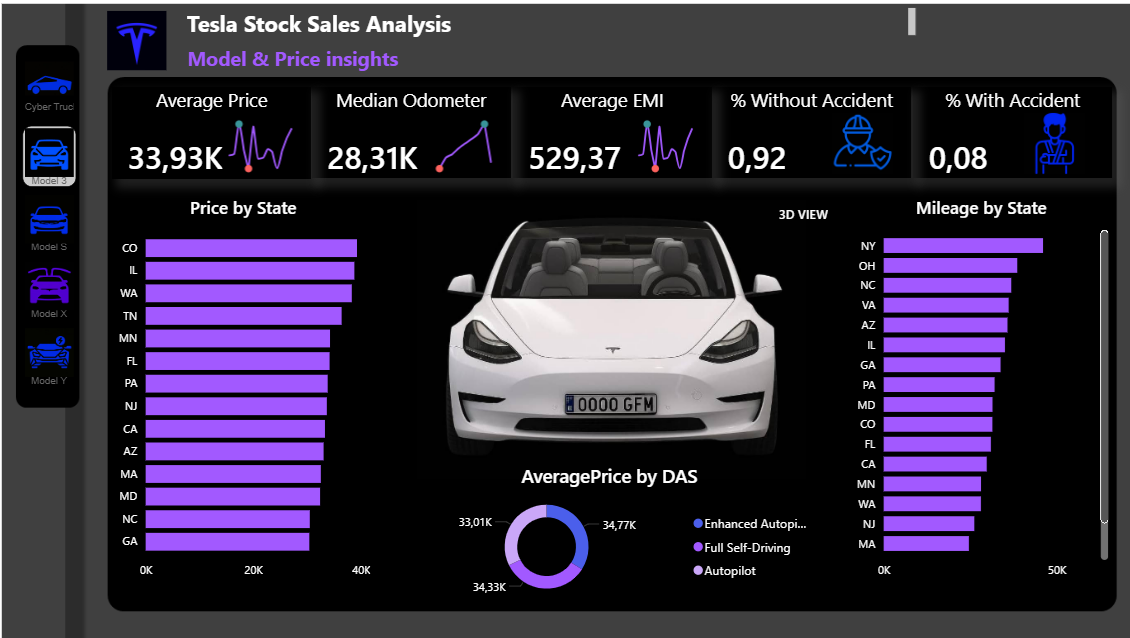 Tesla Stock Sales Analysis
Model & Price insights
Cyber Truc
Model 3
Model S
Model X
Model Y
Average Price
33,93K
Median Odometer
28,31K
Average EMI
529,37
% Without Accident
0,92
% With Accident
0,08
Price by State
CO
IL
WA
TN
MN
FL
PA
NJ
CA
AZ
MA
MD
NC
GA
0K 20K 40K
3D VIEW
0000 GFM
AveragePrice by DAS
33,01K
34,77K
34,33K
Enhanced Autopi...
Full Self-Driving
Autopilot
Mileage by State
NY
OH
NC
VA
AZ
IL
GA
PA
MD
CO
FL
CA
MN
WA
NJ
MA
0K 50K